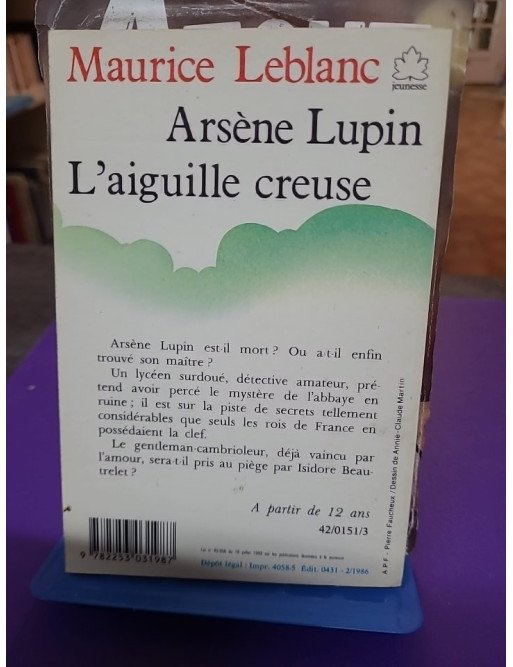 Maurice Leblanc
jeunesse
Arsène Lupin
L'aiguille creuse
Arsène Lupin est-il mort ? Ou a-t-il enfin
trouvé son maître ?
Un lycéen surdoué, détective amateur, pré-
tend avoir percé le mystère de l'abbaye en
ruine ; il est sur la piste de secrets tellement
considérables que seuls les rois de France en
possédaient la clef.
Le gentleman-cambrioleur, déjà vaincu par
l'amour, sera-t-il pris au piège par Isidore Beau-
trelet ?
A partir de 12 ans
42/0151/3
9 782253 031987
Dépôt légal : Impr. 4058-5 Édit. 0431 - 2/1986
A.P.F. - Pierre Faucheux / Dessin de Annie-Claude Martin